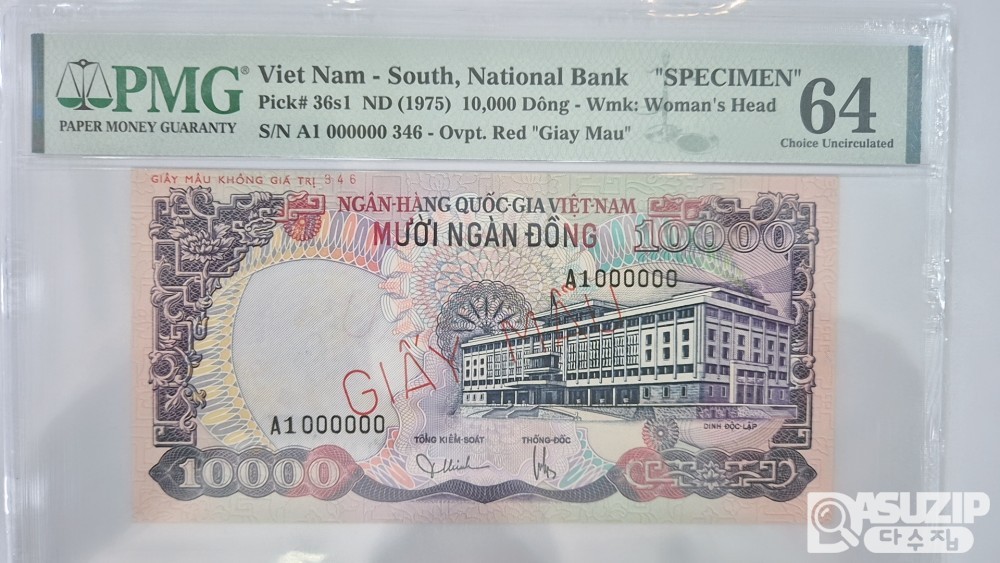 PMG®
PAPER MONEY GUARANTY
Viet Nam - South, National Bank "SPECIMEN"
Pick# 36s1 ND (1975) 10,000 Dông - Wmk: Woman's Head
S/N A1 000000 346 - Ovpt. Red "Giay Mau"
64
Choice Uncirculated
GIẤY MẪU KHÔNG GIÁ TRỊ 346
NGÂN-HÀNG QUỐC-GIA VIỆT-NAM
MƯỜI NGÀN ĐỒNG
10000
A1000000
GIẤY MẪU
A1000000
TỔNG KIỂM-SOÁT
THỐNG-ĐỐC
DINH ĐỘC-LẬP
10000
ASUZIP
다수집